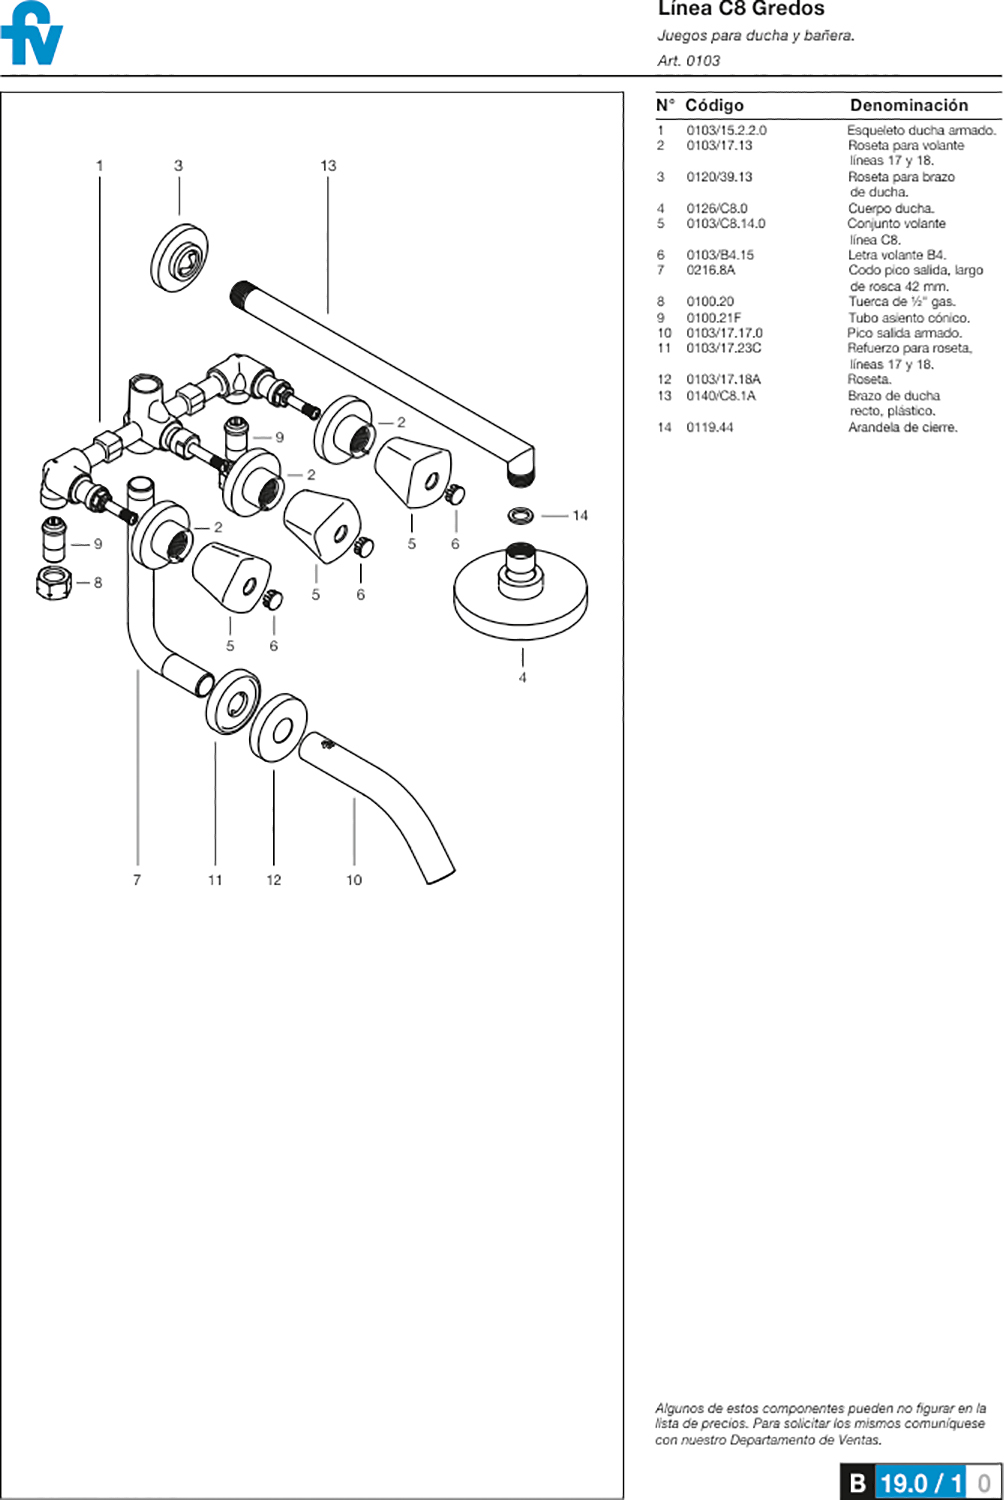 fv
Línea C8 Gredos
Juegos para ducha y bañera.
Art. 0103
N° Código Denominación
1 0103/15.2.2.0 Esqueleto ducha armado.
2 0103/17.13 Roseta para volante
líneas 17 y 18.
3 0120/39.13 Roseta para brazo
de ducha.
4 0126/C8.0 Cuerpo ducha.
5 0103/C8.14.0 Conjunto volante
línea C8.
6 0103/B4.15 Letra volante B4.
7 0216.8A Codo pico salida, largo
de rosca 42 mm.
8 0100.20 Tuerca de ½" gas.
9 0100.21F Tubo asiento cónico.
10 0103/17.17.0 Pico salida armado.
11 0103/17.23C Refuerzo para roseta,
líneas 17 y 18.
12 0103/17.18A Roseta.
13 0140/C8.1A Brazo de ducha
recto, plástico.
14 0119.44 Arandela de cierre.
1 3 13
2
9
2
14
2
5 6
9
8
5 6
5 6
4
7 11 12 10
Algunos de estos componentes pueden no figurar en la
lista de precios. Para solicitar los mismos comuníquese
con nuestro Departamento de Ventas.
B 19.0 / 1 0